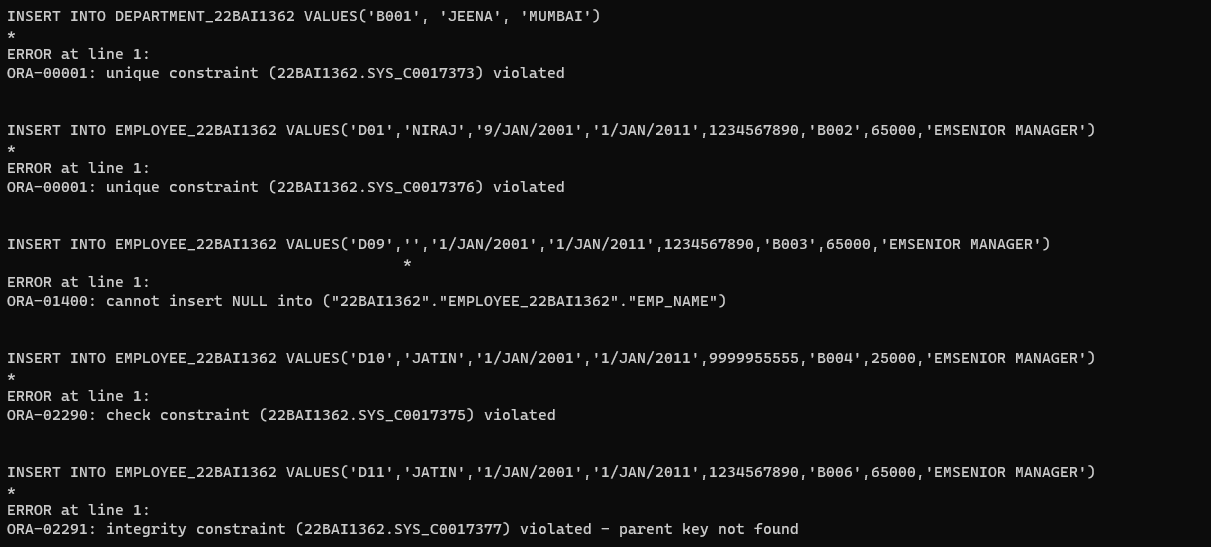 INSERT INTO DEPARTMENT_22BAI1362 VALUES('B001', 'JEENA', 'MUMBAI')
*
ERROR at line 1:
ORA-00001: unique constraint (22BAI1362.SYS_C0017373) violated
INSERT INTO EMPLOYEE_22BAI1362 VALUES('D01','NIRAJ','9/JAN/2001','1/JAN/2011',1234567890,'B002',65000,'EMSENIOR MANAGER')
*
ERROR at line 1:
ORA-00001: unique constraint (22BAI1362.SYS_C0017376) violated
INSERT INTO EMPLOYEE_22BAI1362 VALUES('D09','','1/JAN/2001','1/JAN/2011',1234567890,'B003',65000,'EMSENIOR MANAGER')
*
ERROR at line 1:
ORA-01400: cannot insert NULL into ("22BAI1362"."EMPLOYEE_22BAI1362"."EMP_NAME")
INSERT INTO EMPLOYEE_22BAI1362 VALUES('D10','JATIN','1/JAN/2001','1/JAN/2011',9999955555,'B004',25000,'EMSENIOR MANAGER')
*
ERROR at line 1:
ORA-02290: check constraint (22BAI1362.SYS_C0017375) violated
INSERT INTO EMPLOYEE_22BAI1362 VALUES('D11','JATIN','1/JAN/2001','1/JAN/2011',1234567890,'B006',65000,'EMSENIOR MANAGER')
*
ERROR at line 1:
ORA-02291: integrity constraint (22BAI1362.SYS_C0017377) violated - parent key not found